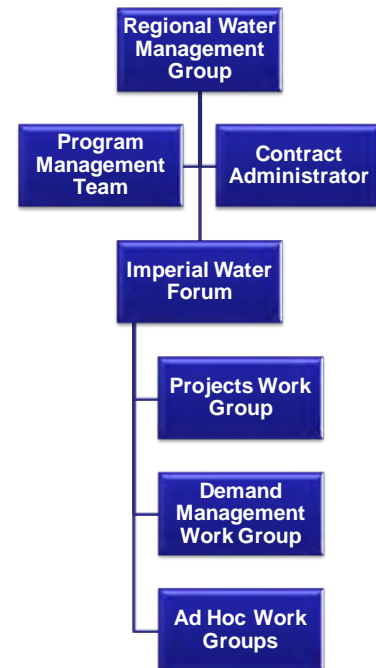 Regional Water
Management
Group
Program
Management
Team
Contract
Administrator
Imperial Water
Forum
Projects Work
Group
Demand
Management
Work Group
Ad Hoc Work
Groups